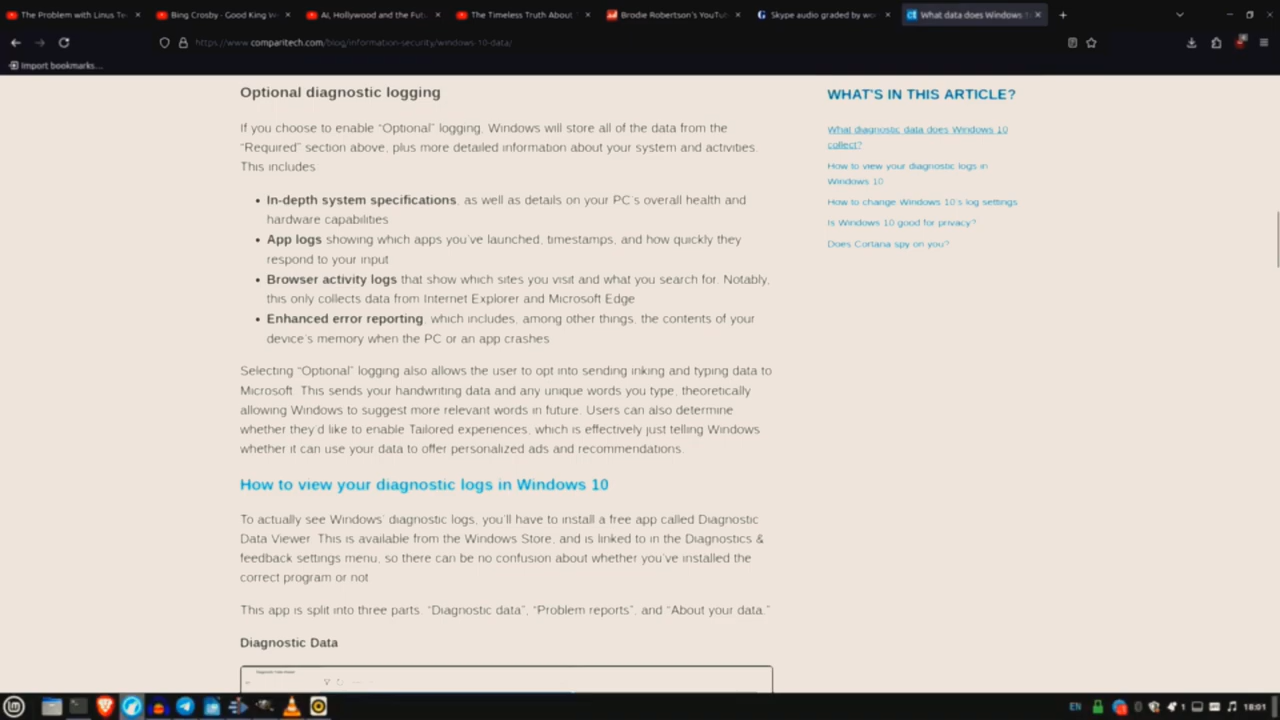 The Problem with Linus Te
Bing Crosby - Good King W
AI, Hollywood and the Futu
The Timeless Truth About
Brodie Robertson's YouTu
Skype audio graded by wo
What data does Windows 1
https://www.comparitech.com/blog/information-security/windows-10-data/
Import bookmarks...
Optional diagnostic logging
If you choose to enable "Optional" logging, Windows will store all of the data from the
"Required" section above, plus more detailed information about your system and activities.
This includes
• In-depth system specifications, as well as details on your PC's overall health and
hardware capabilities
• App logs showing which apps you've launched, timestamps, and how quickly they
respond to your input
• Browser activity logs that show which sites you visit and what you search for. Notably,
this only collects data from Internet Explorer and Microsoft Edge
• Enhanced error reporting, which includes, among other things, the contents of your
device's memory when the PC or an app crashes
Selecting "Optional" logging also allows the user to opt into sending inking and typing data to
Microsoft. This sends your handwriting data and any unique words you type, theoretically
allowing Windows to suggest more relevant words in future. Users can also determine
whether they'd like to enable Tailored experiences, which is effectively just telling Windows
whether it can use your data to offer personalized ads and recommendations.
How to view your diagnostic logs in Windows 10
To actually see Windows' diagnostic logs, you'll have to install a free app called Diagnostic
Data Viewer. This is available from the Windows Store, and is linked to in the Diagnostics &
feedback settings menu, so there can be no confusion about whether you've installed the
correct program or not
This app is split into three parts. "Diagnostic data", "Problem reports", and "About your data."
Diagnostic Data
WHAT'S IN THIS ARTICLE?
What diagnostic data does Windows 10
collect?
How to view your diagnostic logs in
Windows 10
How to change Windows 10's log settings
Is Windows 10 good for privacy?
Does Cortana spy on you?
EN
1
18:01